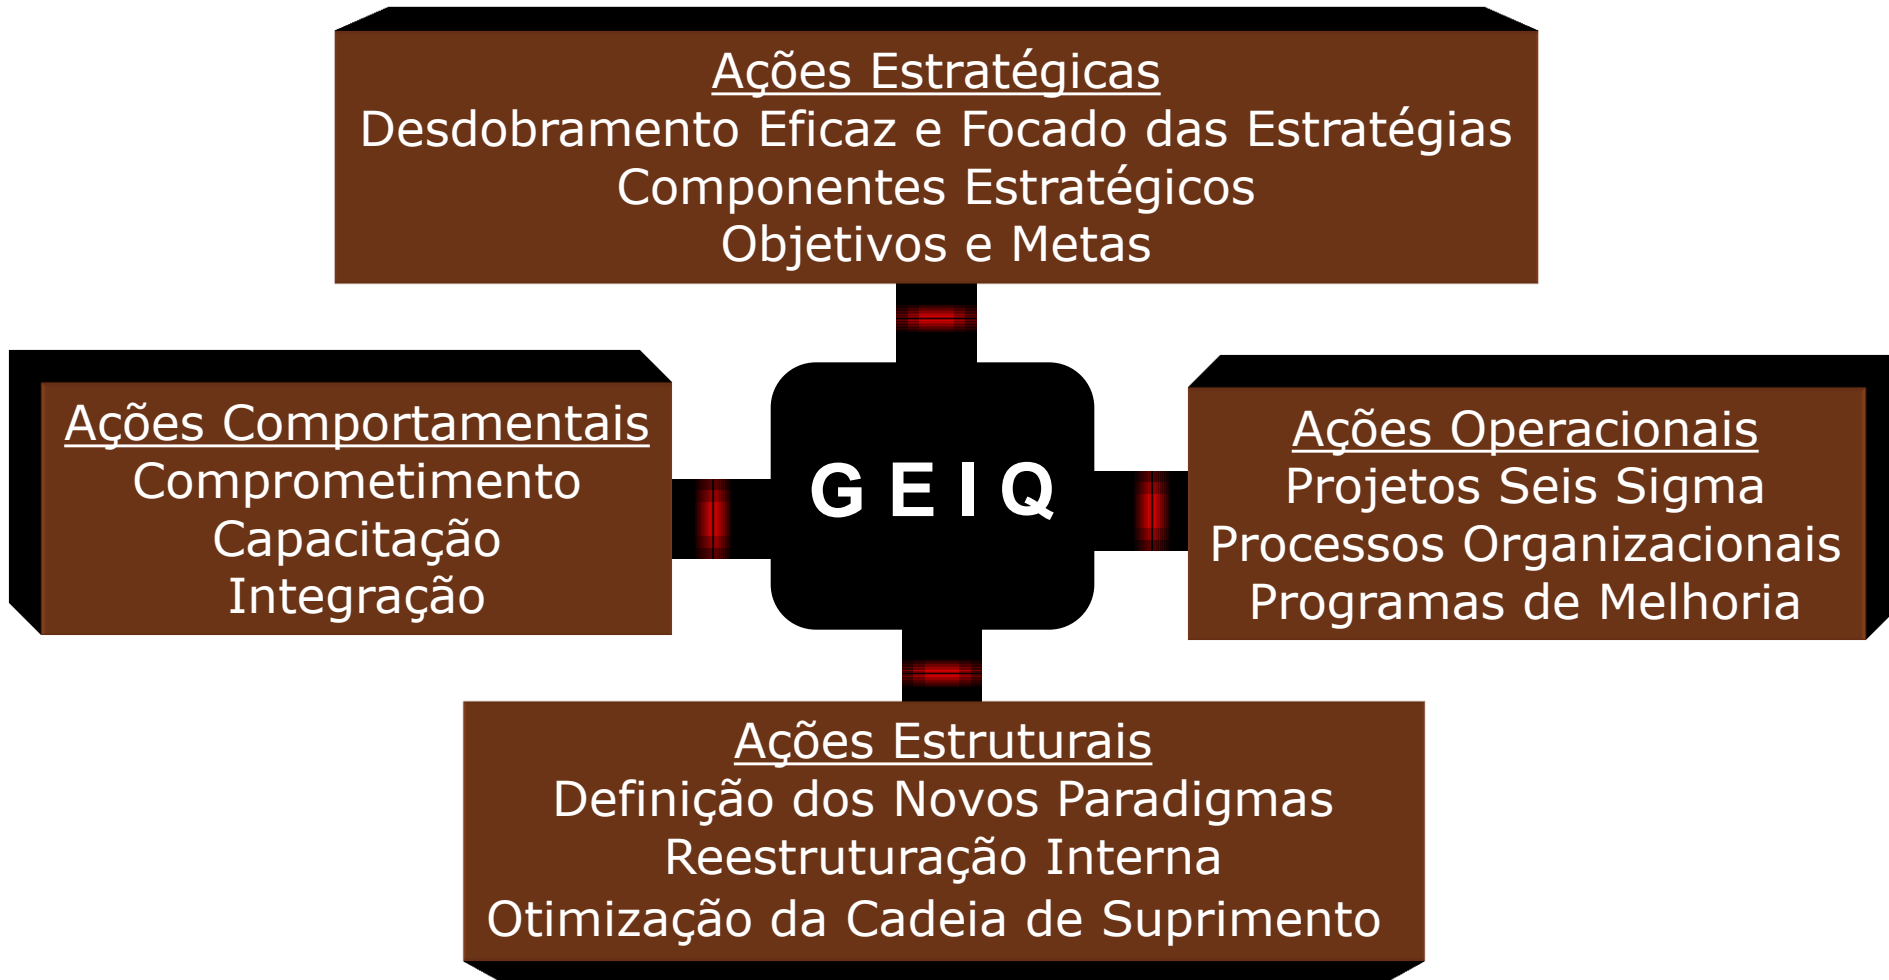 Ações Estratégicas
Desdobramento Eficaz e Focado das Estratégias
Componentes Estratégicos
Objetivos e Metas
Ações Comportamentais
Comprometimento
Capacitação
Integração
G E I Q
Ações Operacionais
Projetos Seis Sigma
Processos Organizacionais
Programas de Melhoria
Ações Estruturais
Definição dos Novos Paradigmas
Reestruturação Interna
Otimização da Cadeia de Suprimento